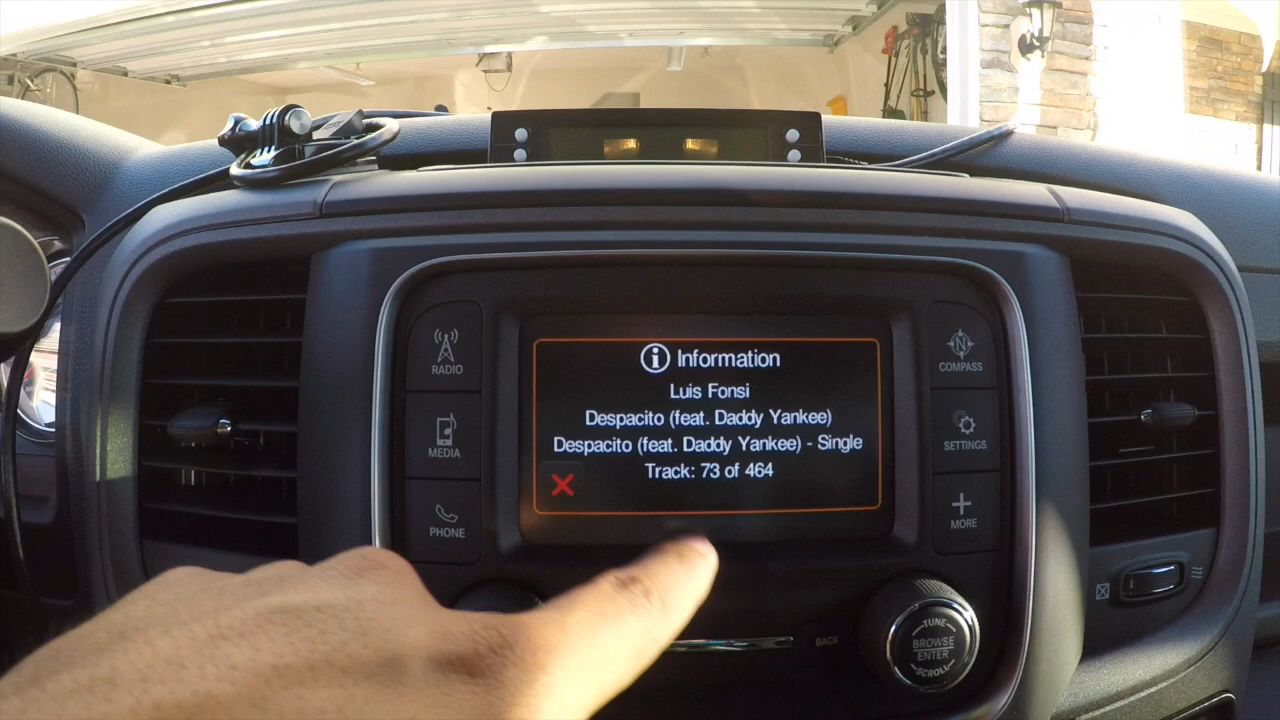 RADIO
MEDIA
PHONE
Information
Luis Fonsi
Despacito (feat. Daddy Yankee)
Despacito (feat. Daddy Yankee) - Single
Track: 73 of 464
N
COMPASS
SETTINGS
MORE
BACK
TUNE
BROWSE
ENTER
SCROLL